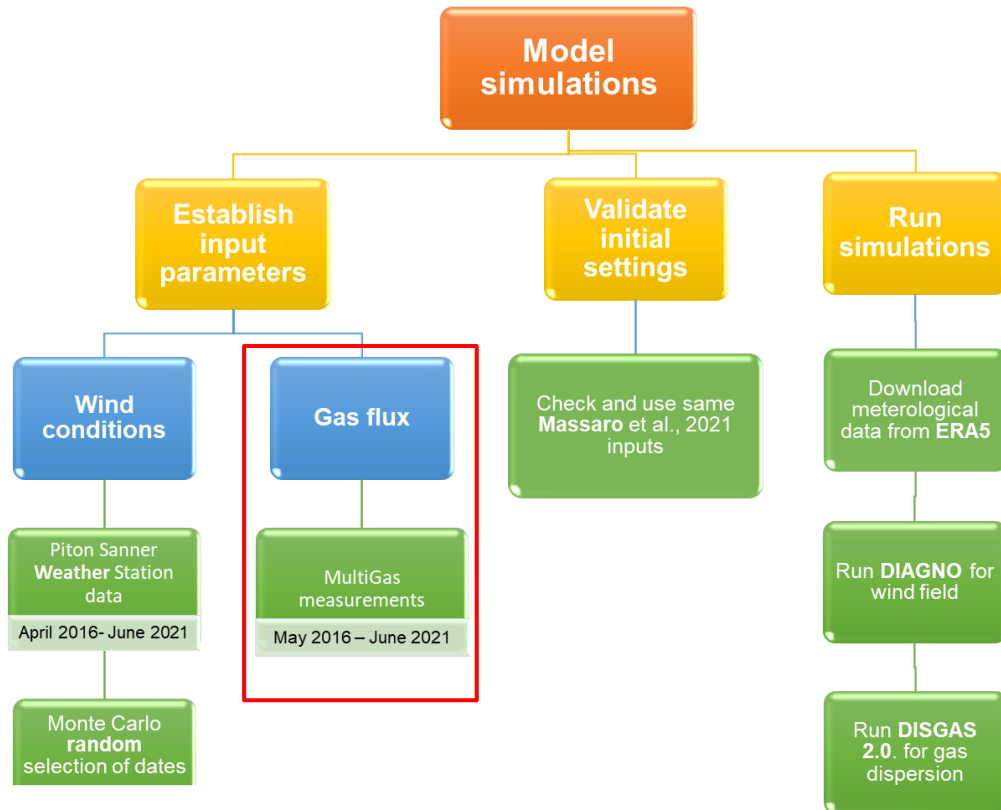 Model
simulations
Establish
input
parameters
Validate
initial
settings
Run
simulations
Wind
conditions
Gas flux
Check and use same
Massaro et al., 2021
inputs
Download
meterological
data from ERA5
Piton Sanner
Weather Station
data
April 2016- June 2021
MultiGas
measurements
May 2016 – June 2021
Run DIAGNO for
wind field
Monte Carlo
random
selection of dates
Run DISGAS
2.0. for gas
dispersion